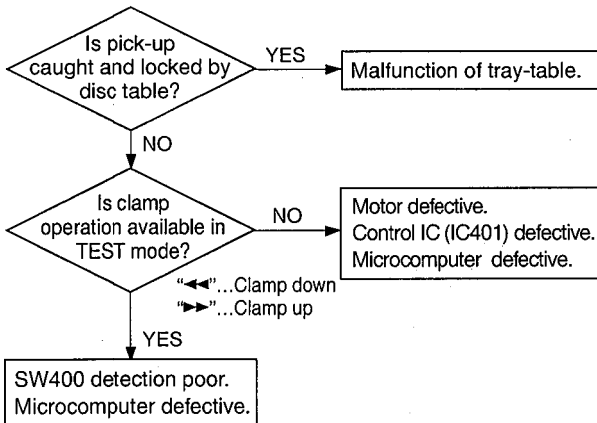 Is pick-up
caught and locked by
disc table?
YES
Malfunction of tray-table.
NO
Is clamp
operation available in
TEST mode?
NO
Motor defective.
Control IC (IC401) defective.
Microcomputer defective.
"◀◀"...Clamp down
"▶▶"...Clamp up
YES
SW400 detection poor.
Microcomputer defective.